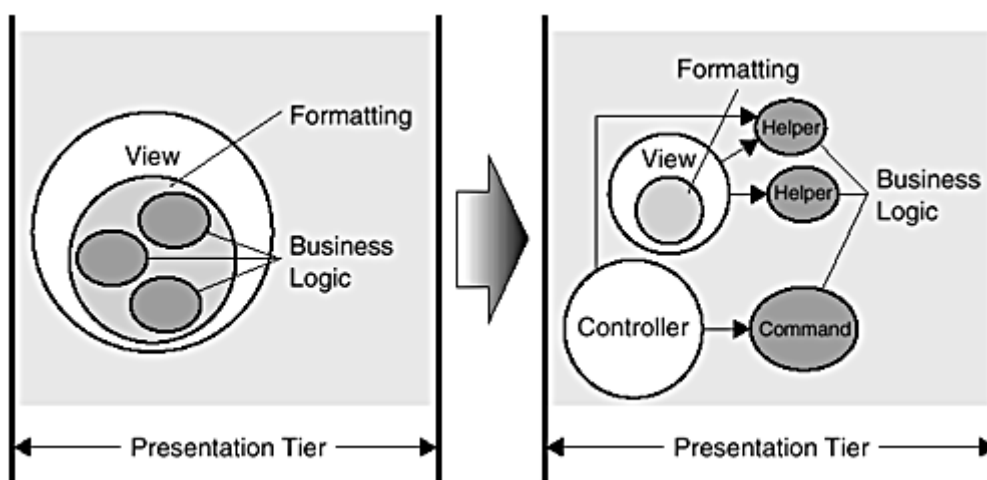 Formatting
View
Business
Logic
Presentation Tier
Formatting
Helper
View
Helper
Business
Logic
Controller
Command
Presentation Tier